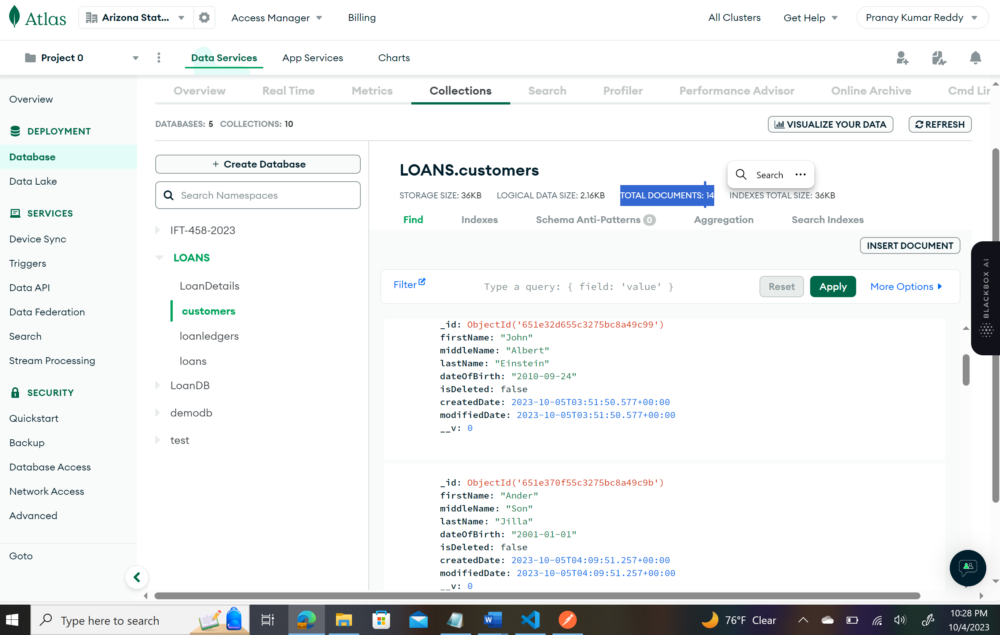 Atlas
Arizona Stat...
Access Manager
Billing
All Clusters
Get Help
Pranay Kumar Reddy
Project 0
Data Services
App Services
Charts
Overview
Real Time
Metrics
Collections
Search
Profiler
Performance Advisor
Online Archive
Cmd Lin
Overview
DEPLOYMENT
Database
Data Lake
SERVICES
Device Sync
Triggers
Data API
Data Federation
Search
Stream Processing
SECURITY
Quickstart
Backup
Database Access
Network Access
Advanced
Goto
DATABASES: 5 COLLECTIONS: 10
VISUALIZE YOUR DATA
REFRESH
+ Create Database
Search Namespaces
IFT-458-2023
LOANS
LoanDetails
customers
loanledgers
loans
LoanDB
demodb
test
LOANS.customers
Search ...
STORAGE SIZE: 36KB LOGICAL DATA SIZE: 2.16KB TOTAL DOCUMENTS: 14 INDEXES TOTAL SIZE: 36KB
Find
Indexes
Schema Anti-Patterns 0
Aggregation
Search Indexes
INSERT DOCUMENT
Filter
Type a query: { field: 'value' }
Reset
Apply
More Options
_id: ObjectId('651e32d655c3275bc8a49c99')
firstName: "John"
middleName: "Albert"
lastName: "Einstein"
dateOfBirth: "2010-09-24"
isDeleted: false
createdDate: 2023-10-05T03:51:50.577+00:00
modifiedDate: 2023-10-05T03:51:50.577+00:00
__v: 0
_id: ObjectId('651e370f55c3275bc8a49c9b')
firstName: "Ander"
middleName: "Son"
lastName: "Jilla"
dateOfBirth: "2001-01-01"
isDeleted: false
createdDate: 2023-10-05T04:09:51.257+00:00
modifiedDate: 2023-10-05T04:09:51.257+00:00
__v: 0
BLACKBOX AI
Type here to search
76°F Clear
10:28 PM
10/4/2023